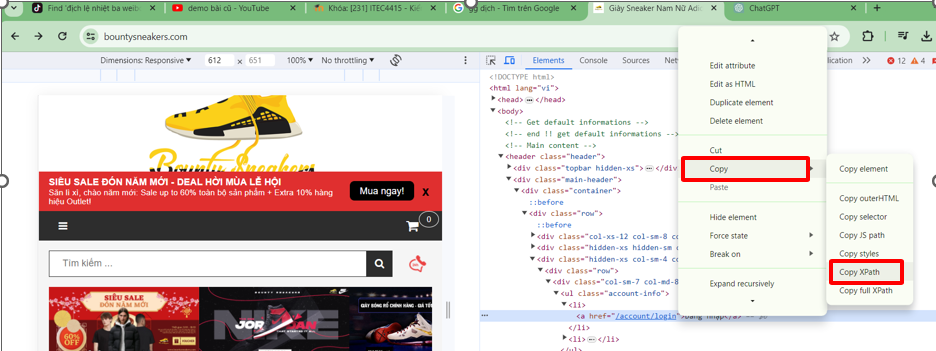 Find 'địch lệ nhiệt ba weib
demo bài cũ - YouTube
Khóa: [231] ITEC4415 - Kiể
gg dich - Tìm trên Google
Giày Sneaker Nam Nữ Adi
ChatGPT
bountysneakers.com
Dimensions: Responsive
612 x 651
100%
No throttling
Elements
Console
Sources
12
4
Bounty Sneakers
SIÊU SALE ĐÓN NĂM MỚI - DEAL HỜI MÙA LỄ HỘI
Săn lì xì, chào năm mới: Sale up to 60% toàn bộ sản phẩm + Extra 10% hàng
hiệu Outlet!
Mua ngay!
X
0
Tìm kiếm ...
SIÊU SALE
ĐÓN NĂM MỚI
60%
OFF
BOUNTY SNEAKERS
<!DOCTYPE html>
<html lang="vi">
<head> ⋯ </head>
<body>
<!-- Get default informations -->
<!-- end !! get default informations -->
<!-- Main content -->
<header class="header">
<div class="topbar hidden-xs"> ⋯ </div>
<div class="main-header">
<div class="container">
::before
<div class="row">
::before
<div class="col-xs-12 col-sm-8
<div class="hidden-xs hidden-sm
<div class="hidden-xs col-sm-4
<div class="row">
<div class="col-sm-7 col-md-8
<ul class="account-info">
<li>
<a href="/account/login">Đăng nhập</a> == $0
</li>
<li> ⋯ </li>
</ul>
Edit attribute
Edit as HTML
Duplicate element
Delete element
Cut
Copy
Paste
Hide element
Force state
Break on
Expand recursively
Copy element
Copy outerHTML
Copy selector
Copy JS path
Copy styles
Copy XPath
Copy full XPath